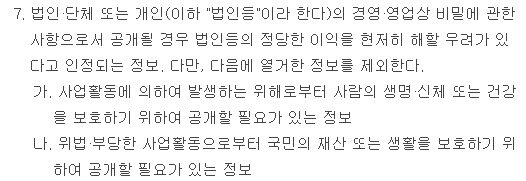 7. 법인·단체 또는 개인(이하 "법인등"이라 한다)의 경영·영업상 비밀에 관한
사항으로서 공개될 경우 법인등의 정당한 이익을 현저히 해할 우려가 있
다고 인정되는 정보. 다만, 다음에 열거한 정보를 제외한다.
가. 사업활동에 의하여 발생하는 위해로부터 사람의 생명·신체 또는 건강
을 보호하기 위하여 공개할 필요가 있는 정보
나. 위법·부당한 사업활동으로부터 국민의 재산 또는 생활을 보호하기 위
하여 공개할 필요가 있는 정보